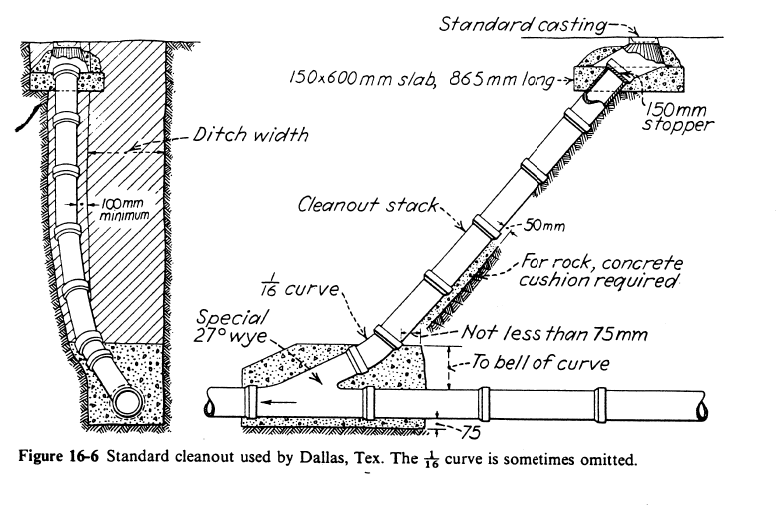 Standard casting
150x600mm slab, 865mm long
150mm
stopper
Ditch width
100mm
minimum
Cleanout stack
50mm
For rock, concrete
cushion required
1/16 curve
Special
27° wye
Not less than 75mm
To bell of curve
75
Figure 16-6 Standard cleanout used by Dallas, Tex. The 1/16 curve is sometimes omitted.